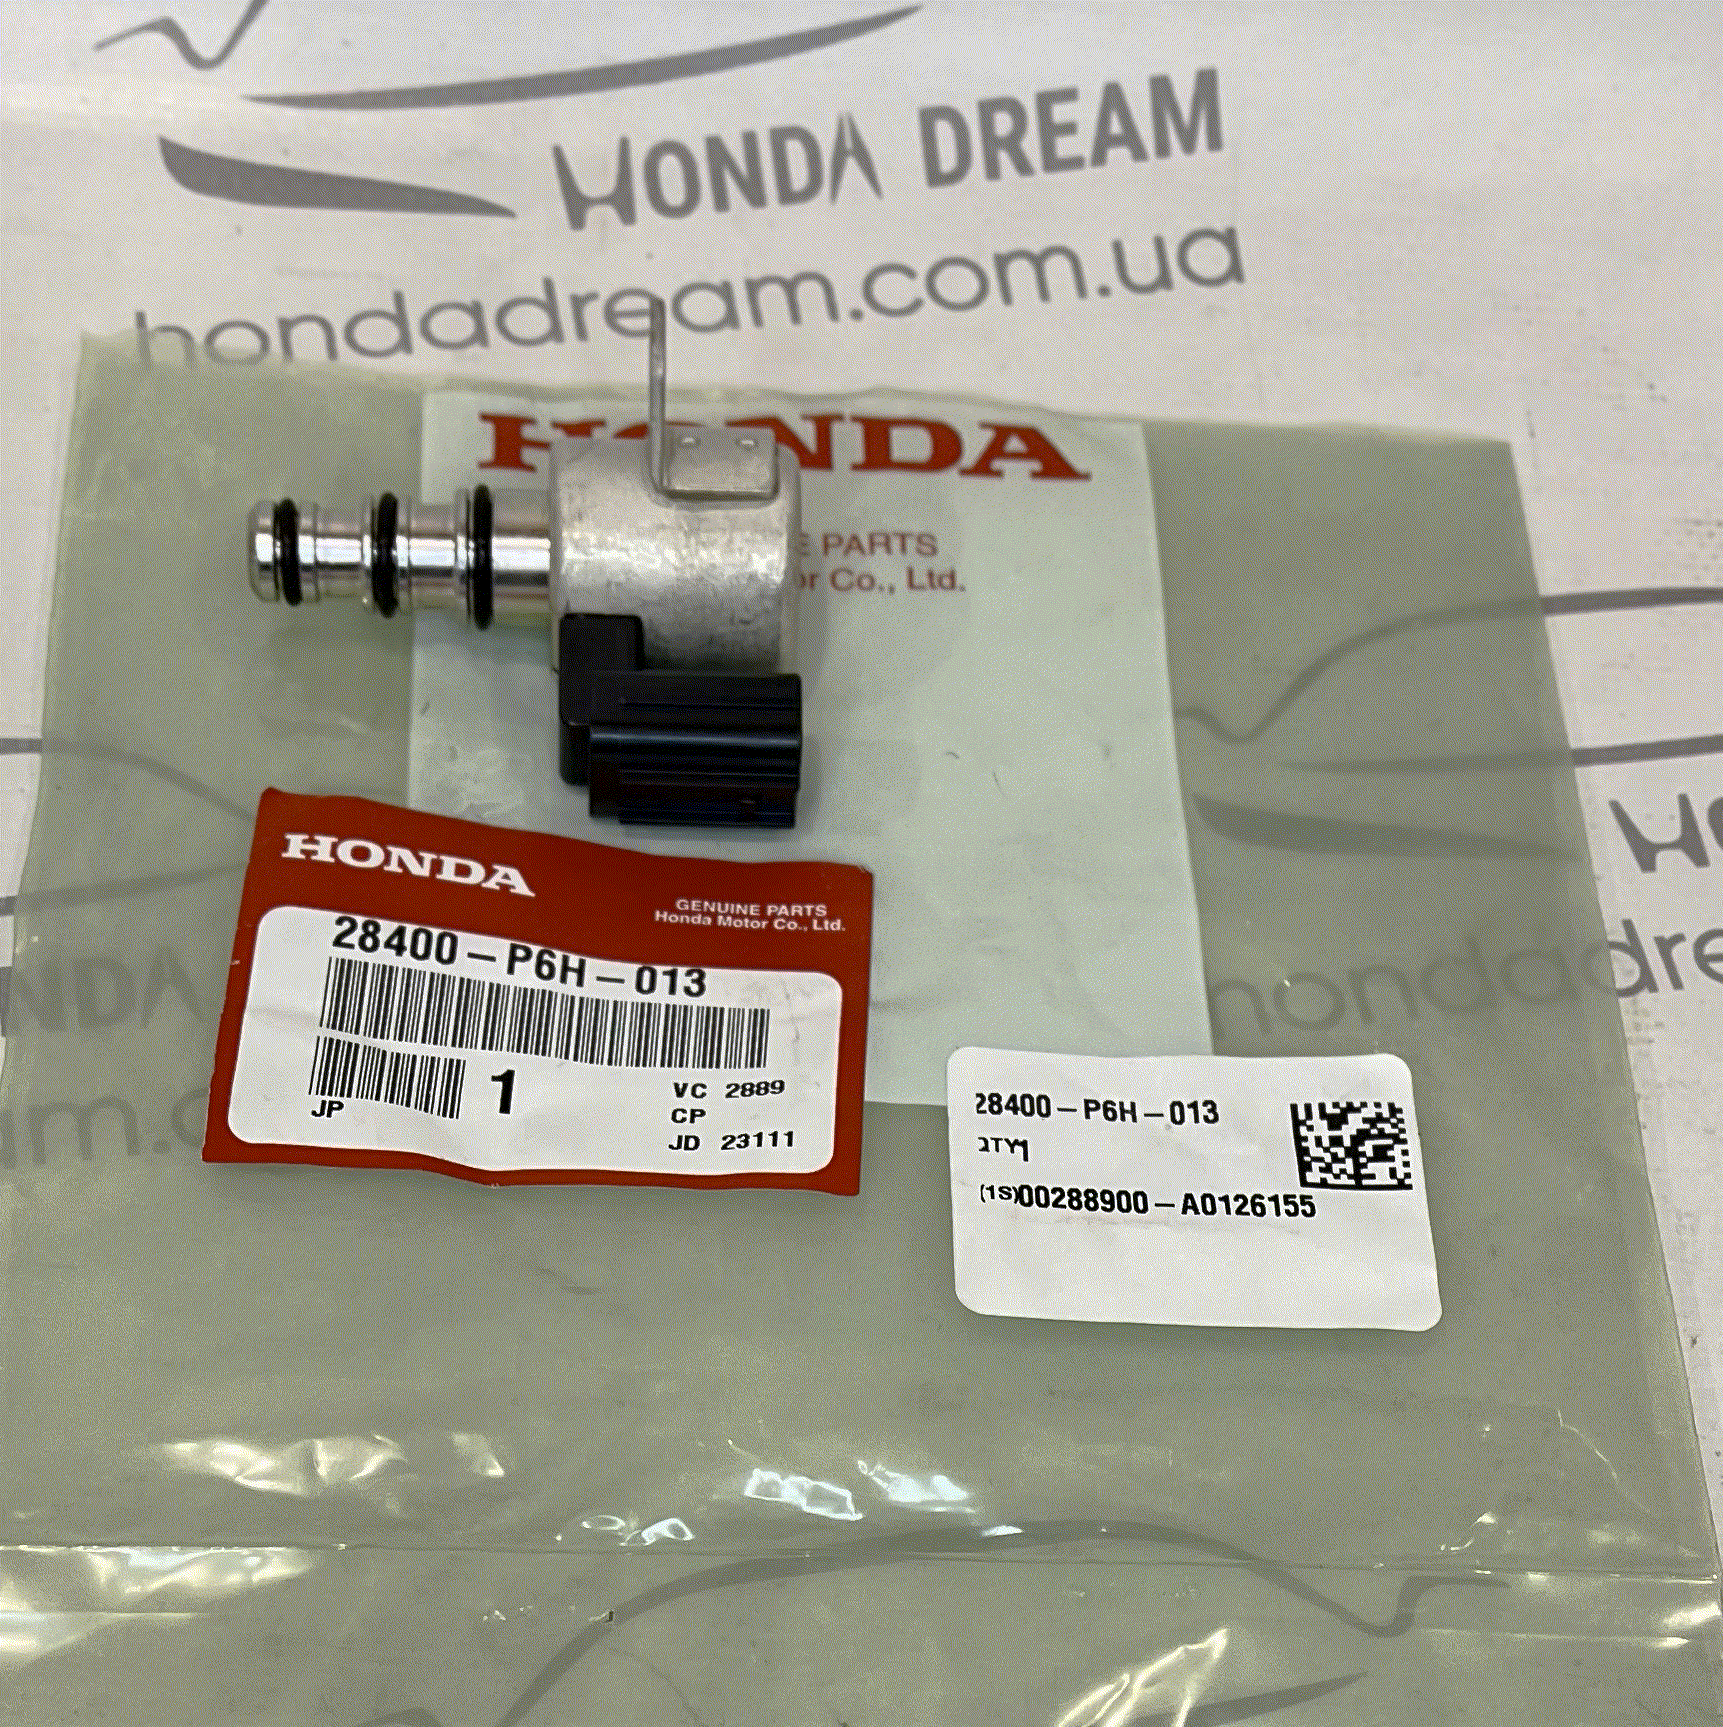 HONDA DREAM
hondadream.com.ua
HONDA
PARTS
Co., Ltd.
HONDA
GENUINE PARTS
Honda Motor Co., Ltd.
28400-P6H-013
1
JP
VC 2889
CP
JD 23111
28400-P6H-013
QTY1
(1S)00288900-A0126155